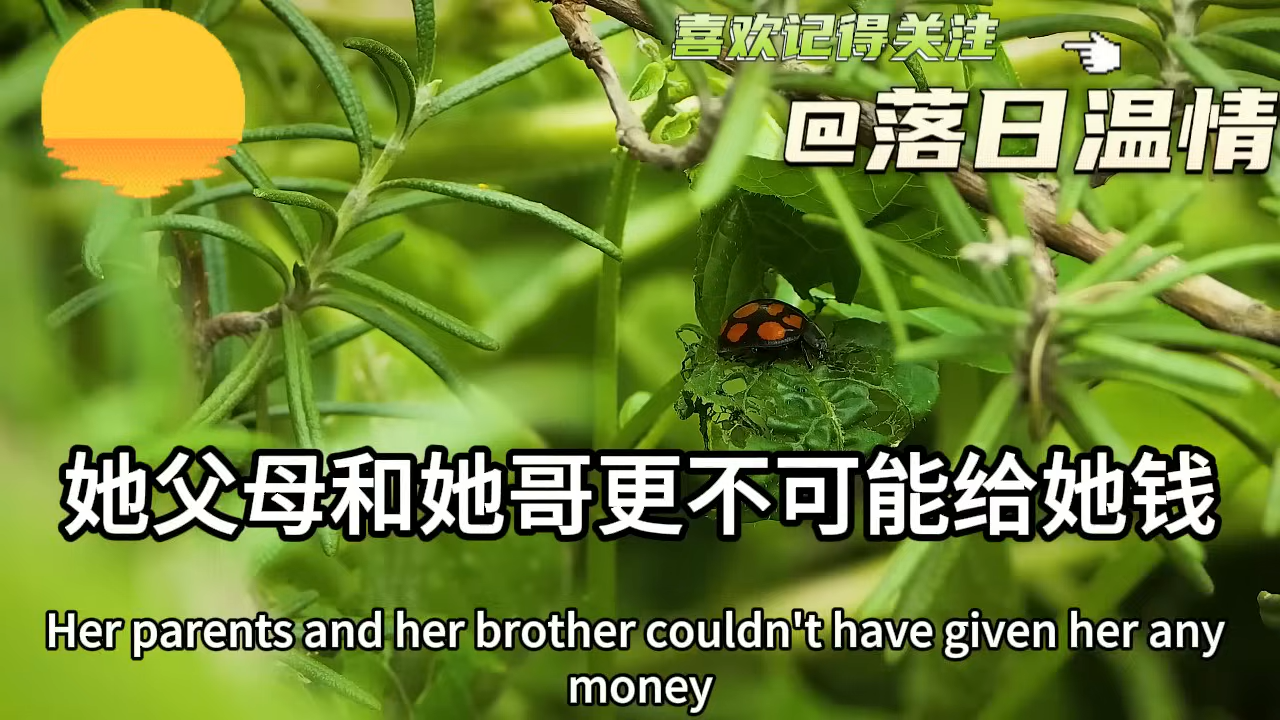 喜欢记得关注
@落日温情
她父母和她哥更不可能给她钱
Her parents and her brother couldn't have given her any
money